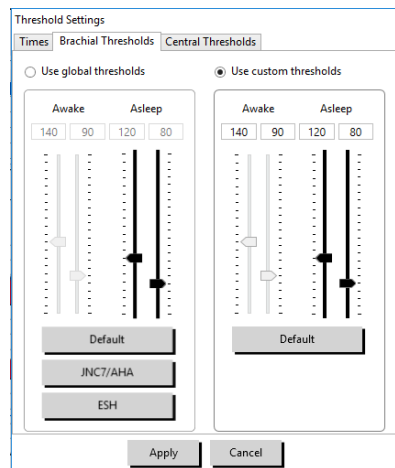 Threshold Settings
Times Brachial Thresholds Central Thresholds
Use global thresholds
Awake Asleep
140 90 120 80
Default
JNC7/AHA
ESH
Use custom thresholds
Awake Asleep
140 90 120 80
Default
Apply Cancel